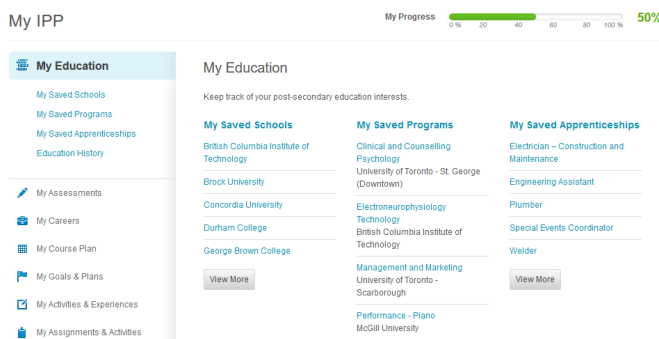 My IPP
My Progress
50%
0 %
20
40
60
80
100 %
My Education
My Saved Schools
My Saved Programs
My Saved Apprenticeships
Education History
My Assessments
My Careers
My Course Plan
My Goals & Plans
My Activities & Experiences
My Assignments & Activities
My Education
Keep track of your post-secondary education interests.
My Saved Schools
British Columbia Institute of
Technology
Brock University
Concordia University
Durham College
George Brown College
View More
My Saved Programs
Clinical and Counselling
Psychology
University of Toronto - St. George
(Downtown)
Electroneurophysiology
Technology
British Columbia Institute of
Technology
Management and Marketing
University of Toronto -
Scarborough
Performance - Piano
McGill University
My Saved Apprenticeships
Electrician – Construction and
Maintenance
Engineering Assistant
Plumber
Special Events Coordinator
Welder
View More